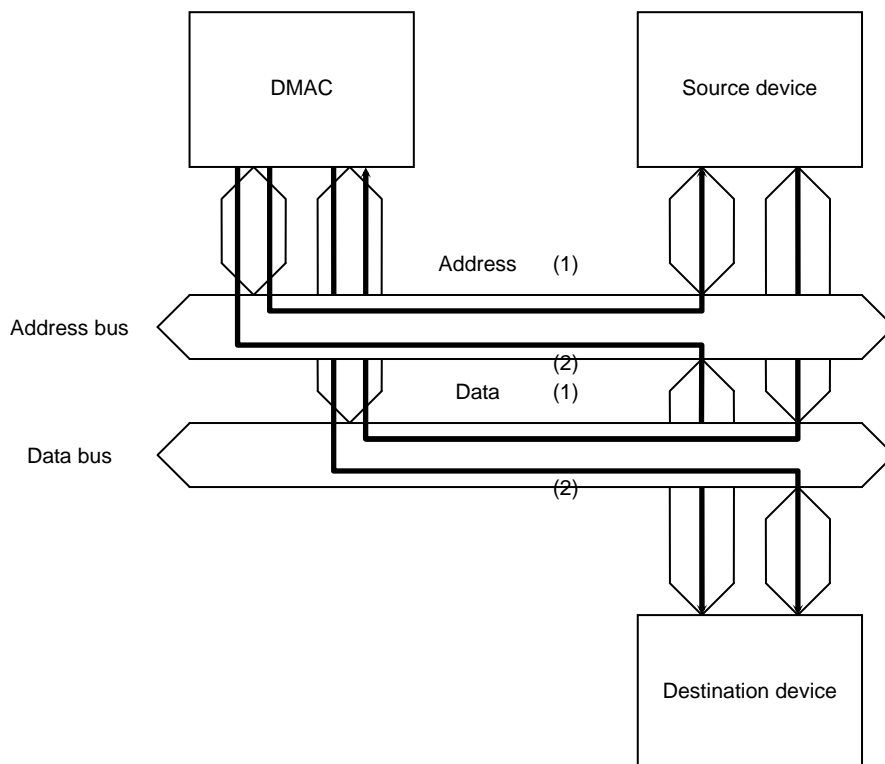 DMAC
Source device
Address (1)
Address bus
(2)
Data (1)
Data bus
(2)
Destination device